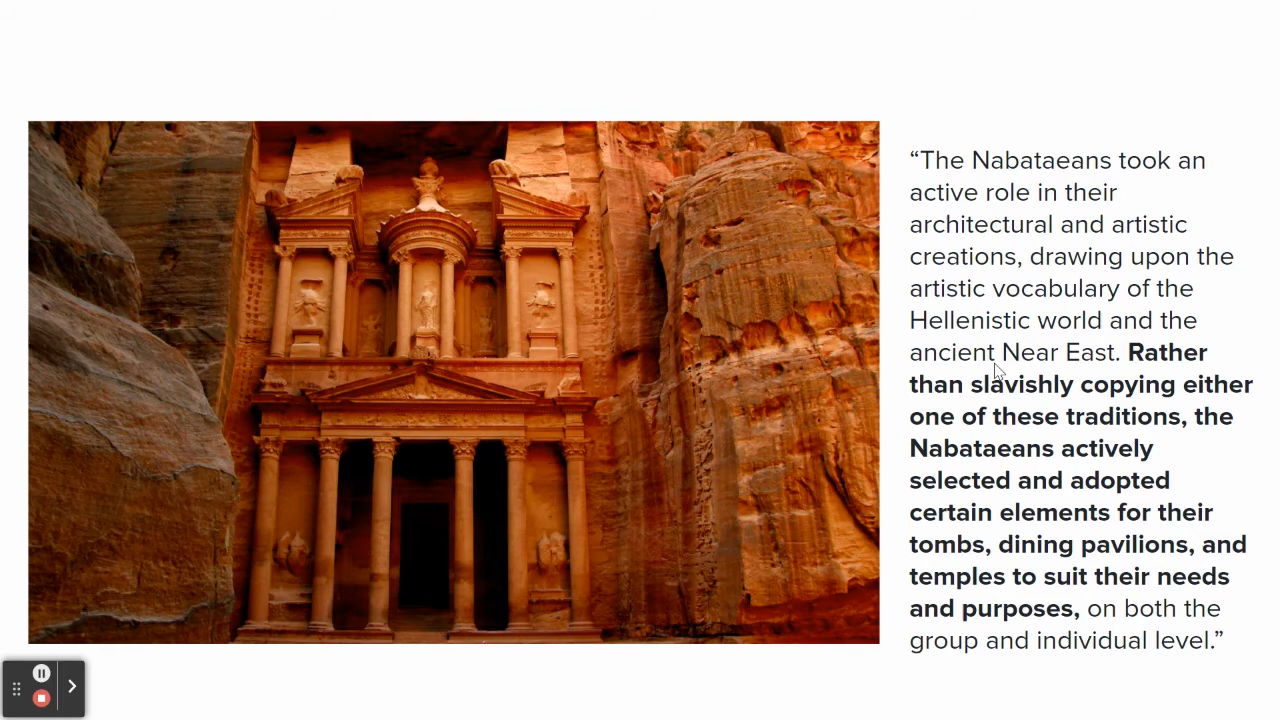 “The Nabataeans took an
active role in their
architectural and artistic
creations, drawing upon the
artistic vocabulary of the
Hellenistic world and the
ancient Near East. Rather
than slavishly copying either
one of these traditions, the
Nabataeans actively
selected and adopted
certain elements for their
tombs, dining pavilions, and
temples to suit their needs
and purposes, on both the
group and individual level.”